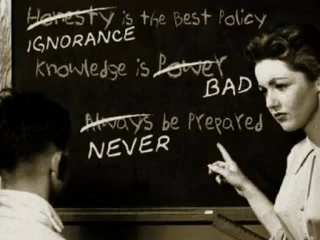 Honesty is the Best Policy
IGNORANCE
Knowledge is Power
BAD
Always be Prepared
NEVER